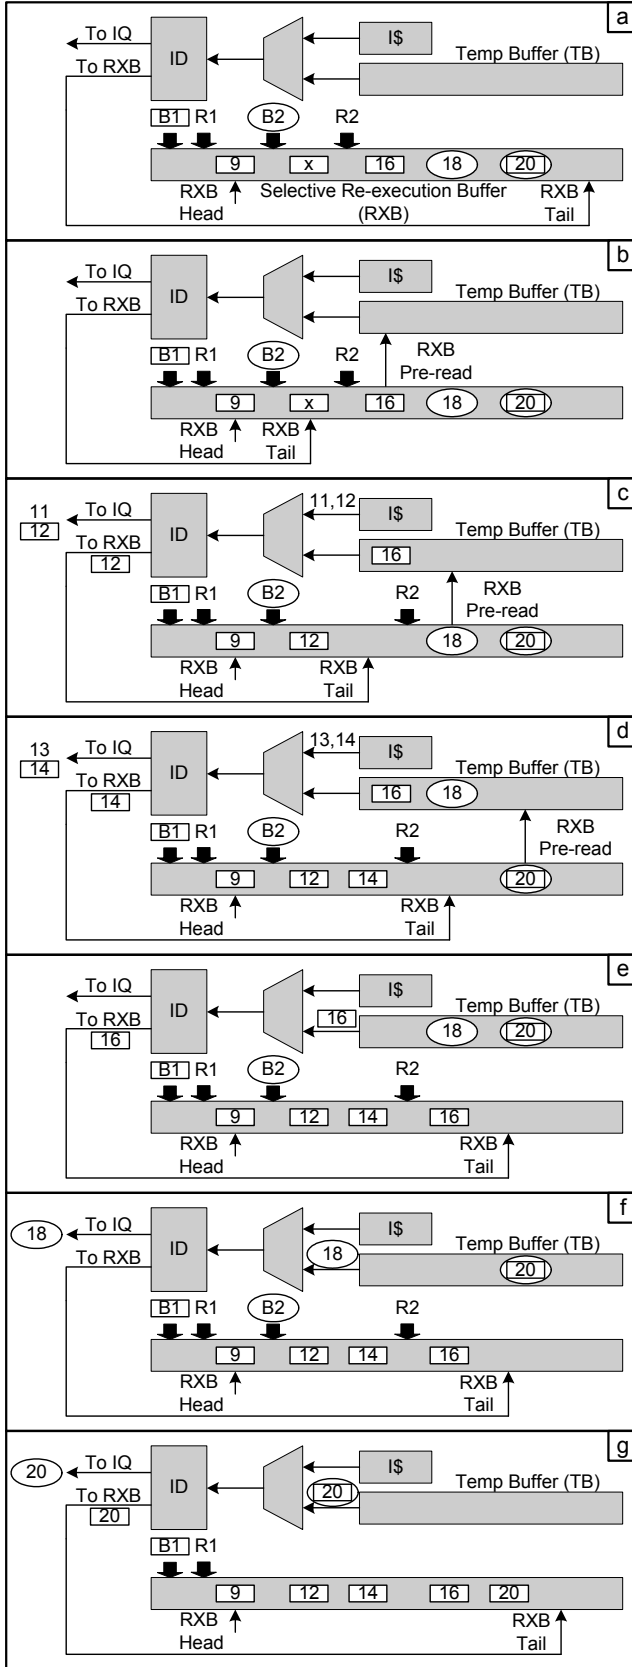 a
To IQ
I$
ID
To RXB
Temp Buffer (TB)
B1 R1 B2 R2
9 x 16 18 20
RXB Head
Selective Re-execution Buffer (RXB)
RXB Tail
b
To IQ
I$
ID
To RXB
Temp Buffer (TB)
B1 R1 B2 R2
RXB Pre-read
9 x 16 18 20
RXB Head
RXB Tail
c
11 12
To IQ
11,12
I$
ID
To RXB
12
Temp Buffer (TB)
16
B1 R1 B2 R2
RXB Pre-read
9 12 18 20
RXB Head
RXB Tail
d
13 14
To IQ
13,14
I$
ID
To RXB
14
Temp Buffer (TB)
16 18
B1 R1 B2 R2
RXB Pre-read
9 12 14 20
RXB Head
RXB Tail
e
To IQ
I$
ID
To RXB
16
16
Temp Buffer (TB)
18 20
B1 R1 B2 R2
9 12 14 16
RXB Head
RXB Tail
f
18
To IQ
I$
ID
To RXB
18
Temp Buffer (TB)
20
B1 R1 B2 R2
9 12 14 16
RXB Head
RXB Tail
g
20
To IQ
I$
ID
To RXB
20
20
Temp Buffer (TB)
B1 R1
9 12 14 16 20
RXB Head
RXB Tail